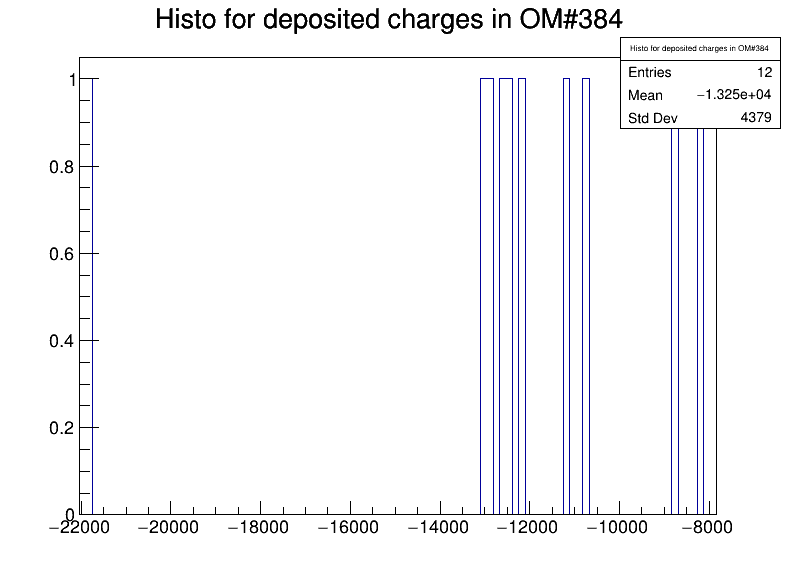 Histo for deposited charges in OM#384
Histo for deposited charges in OM#384
Entries 12
Mean −1.325e+04
Std Dev 4379
1
0.8
0.6
0.4
0.2
0
−22000 −20000 −18000 −16000 −14000 −12000 −10000 −8000